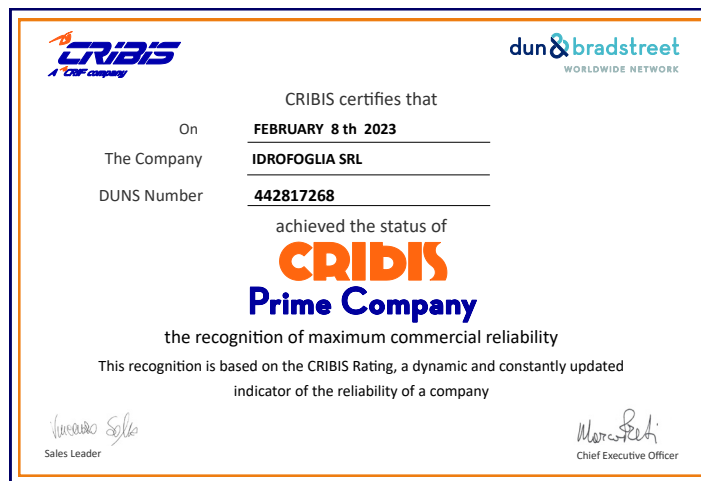 CRIBIS
A CRIF company
dun & bradstreet
WORLDWIDE NETWORK
CRIBIS certifies that
On FEBRUARY 8 th 2023
The Company IDROFOGLIA SRL
DUNS Number 442817268
achieved the status of
CRIBIS
Prime Company
the recognition of maximum commercial reliability
This recognition is based on the CRIBIS Rating, a dynamic and constantly updated
indicator of the reliability of a company
Sales Leader
Chief Executive Officer